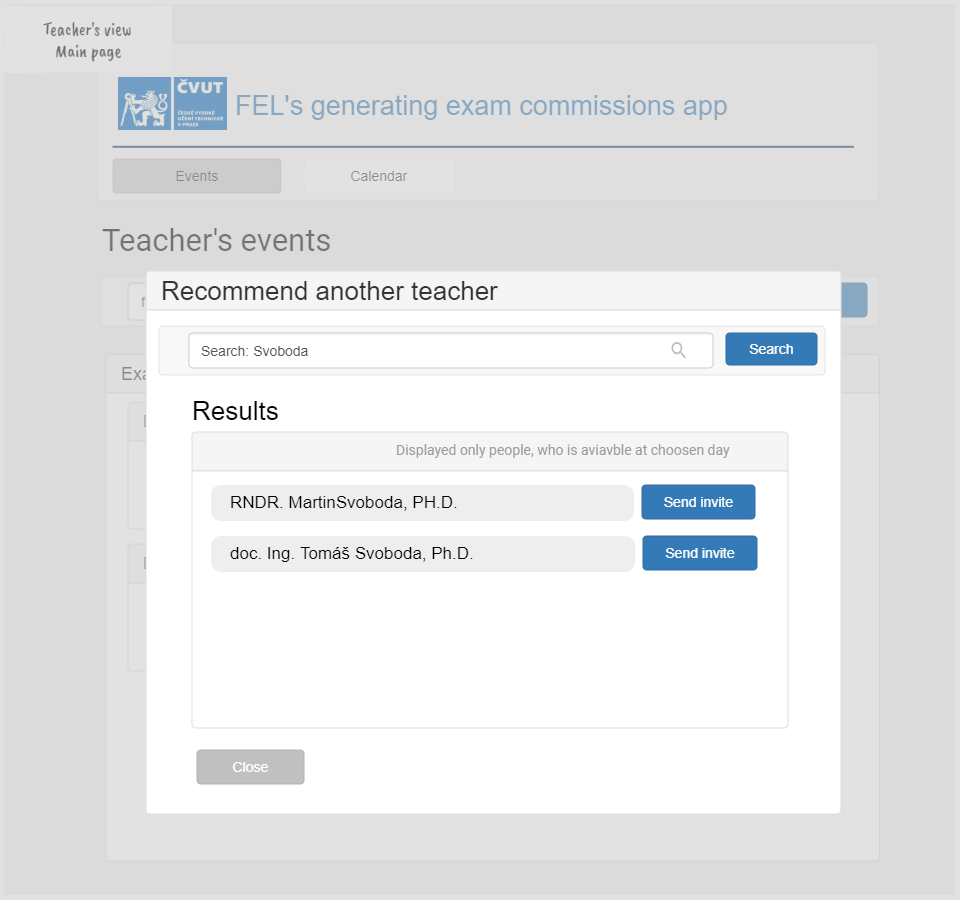 Teacher's view
Main page
ČVUT
ČESKÉ VYSOKÉ
UČENÍ TECHNICKÉ
V PRAZE
FEL's generating exam commissions app
Events
Calendar
Teacher's events
Recommend another teacher
Search: Svoboda
Search
Results
Displayed only people, who is aviavble at choosen day
RNDR. MartinSvoboda, PH.D.
Send invite
doc. Ing. Tomáš Svoboda, Ph.D.
Send invite
Close